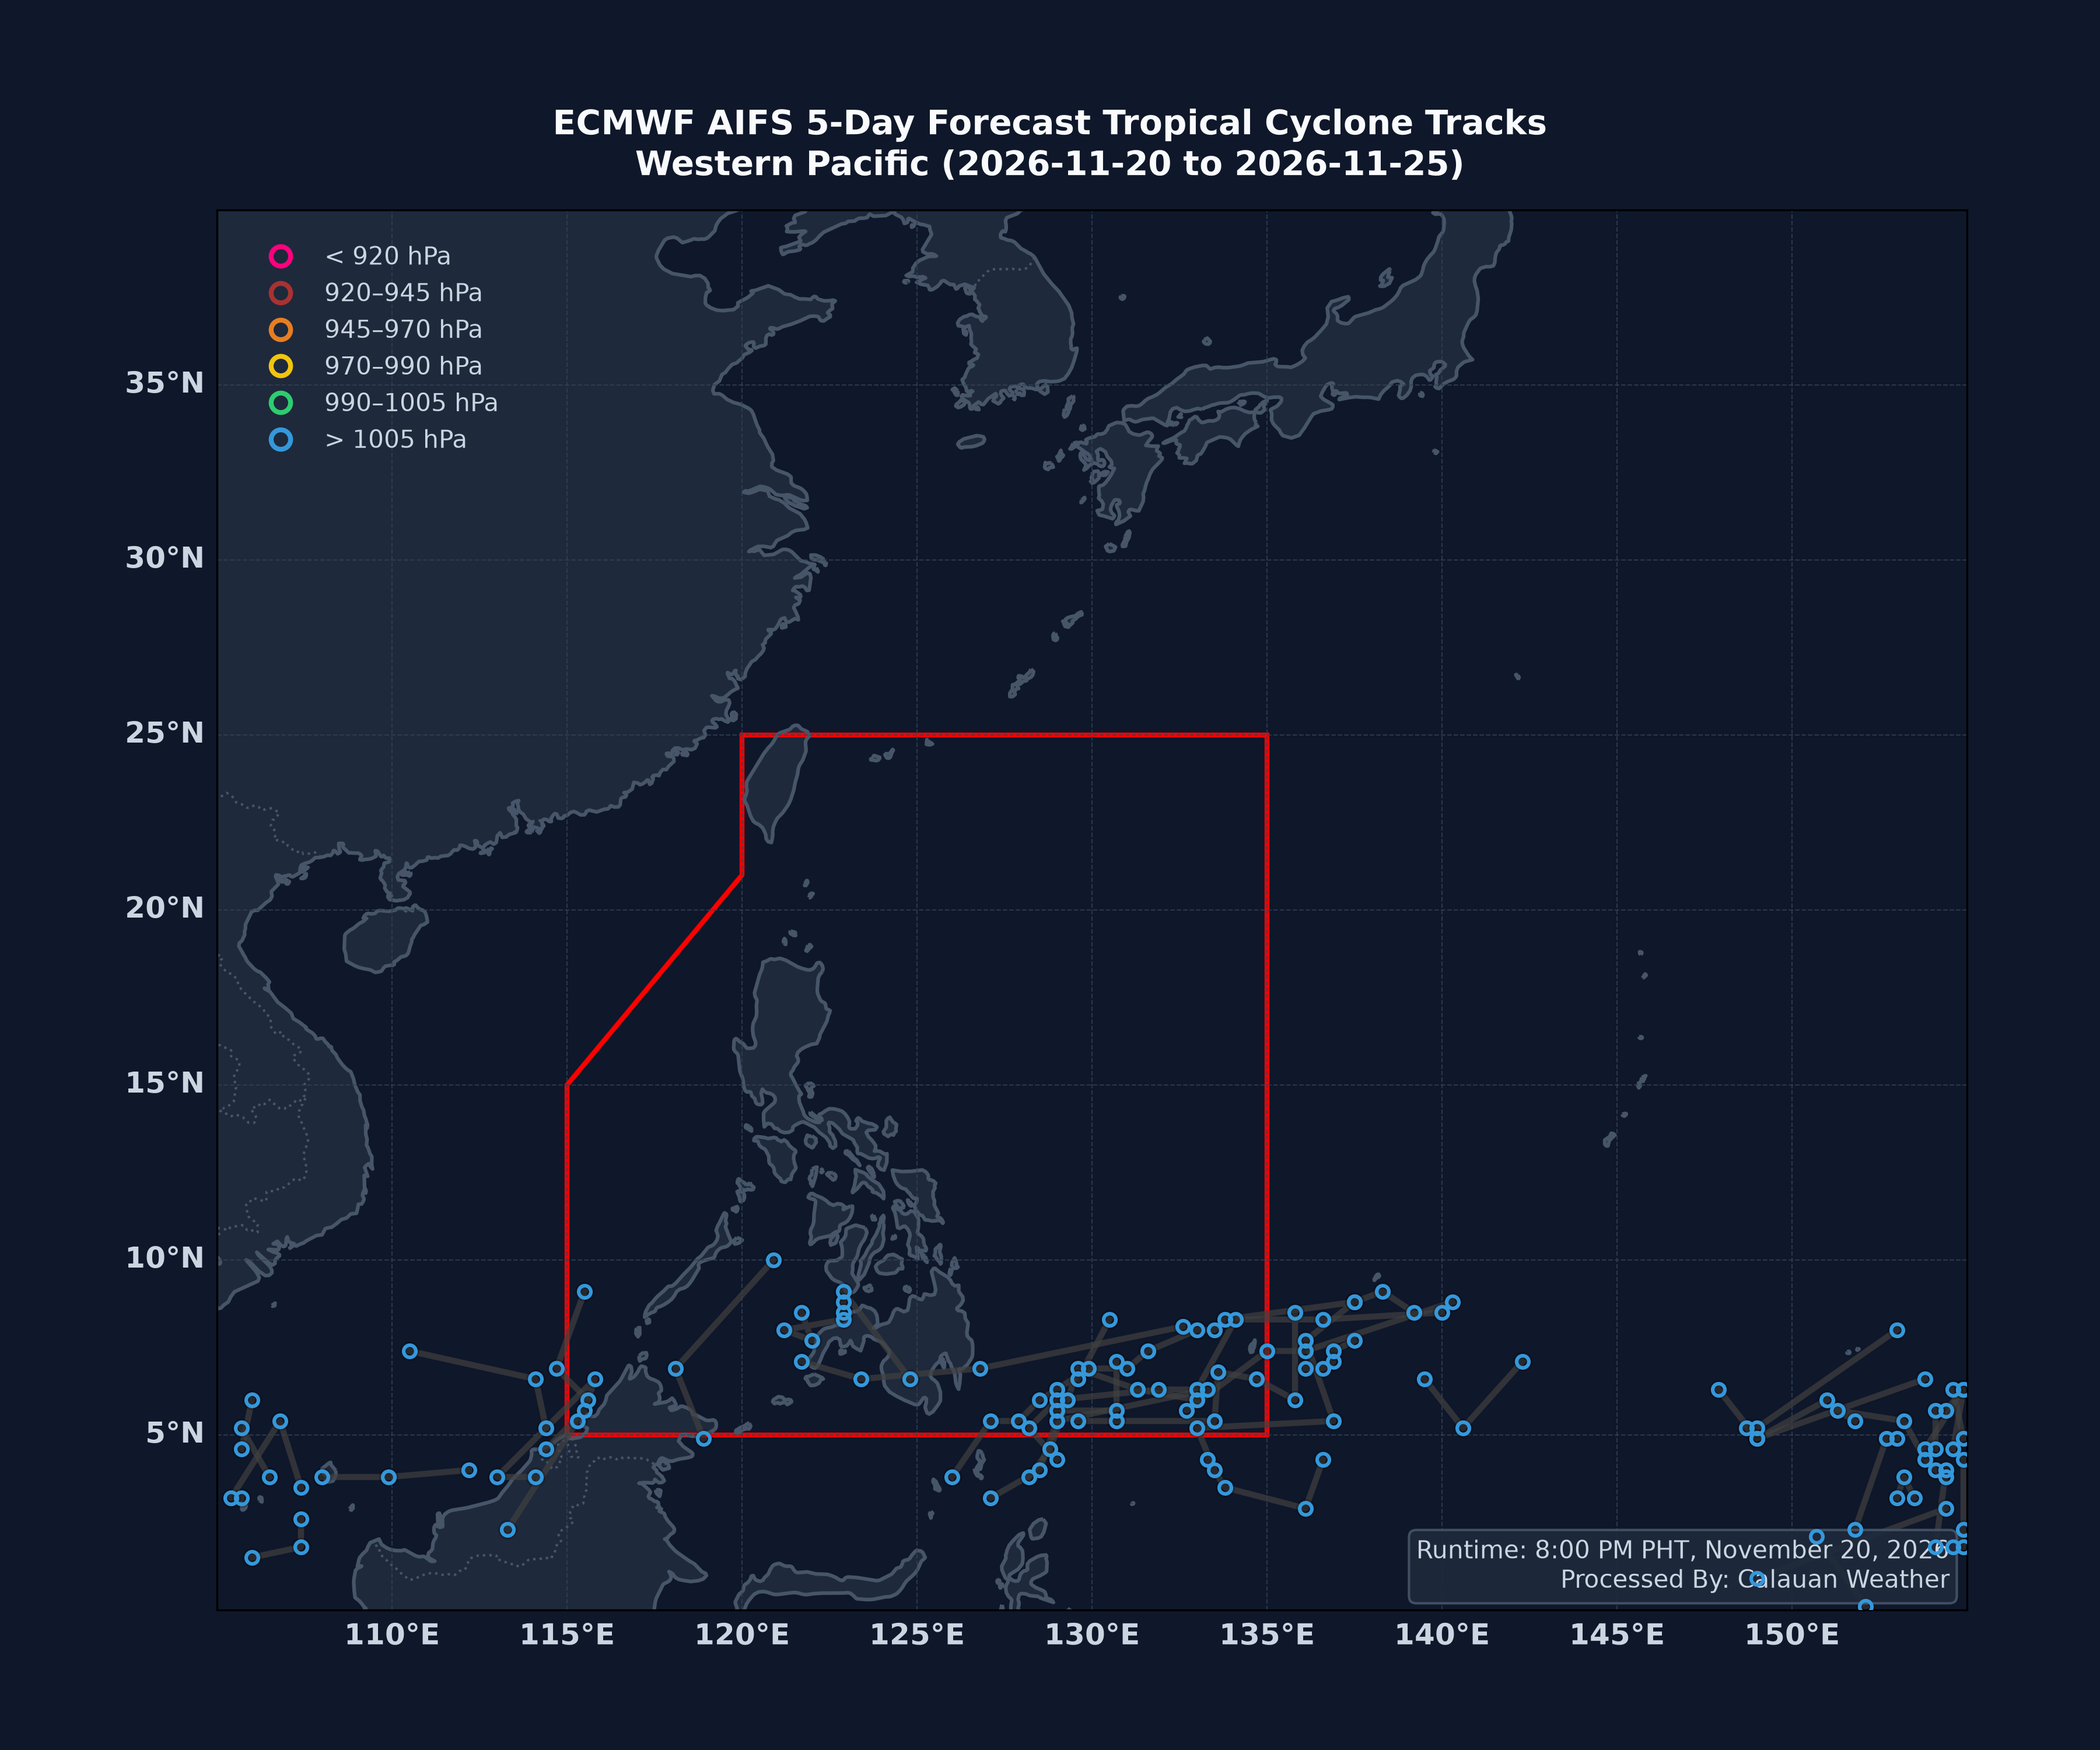 ECMWF AIFS 5-Day Forecast Tropical Cyclone Tracks
Western Pacific (2026-11-20 to 2026-11-25)
< 920 hPa
920–945 hPa
945–970 hPa
970–990 hPa
990–1005 hPa
> 1005 hPa
35°N
30°N
25°N
20°N
15°N
10°N
5°N
Runtime: 8:00 PM PHT, November 20, 2026
Processed By: Calauan Weather
110°E
115°E
120°E
125°E
130°E
135°E
140°E
145°E
150°E